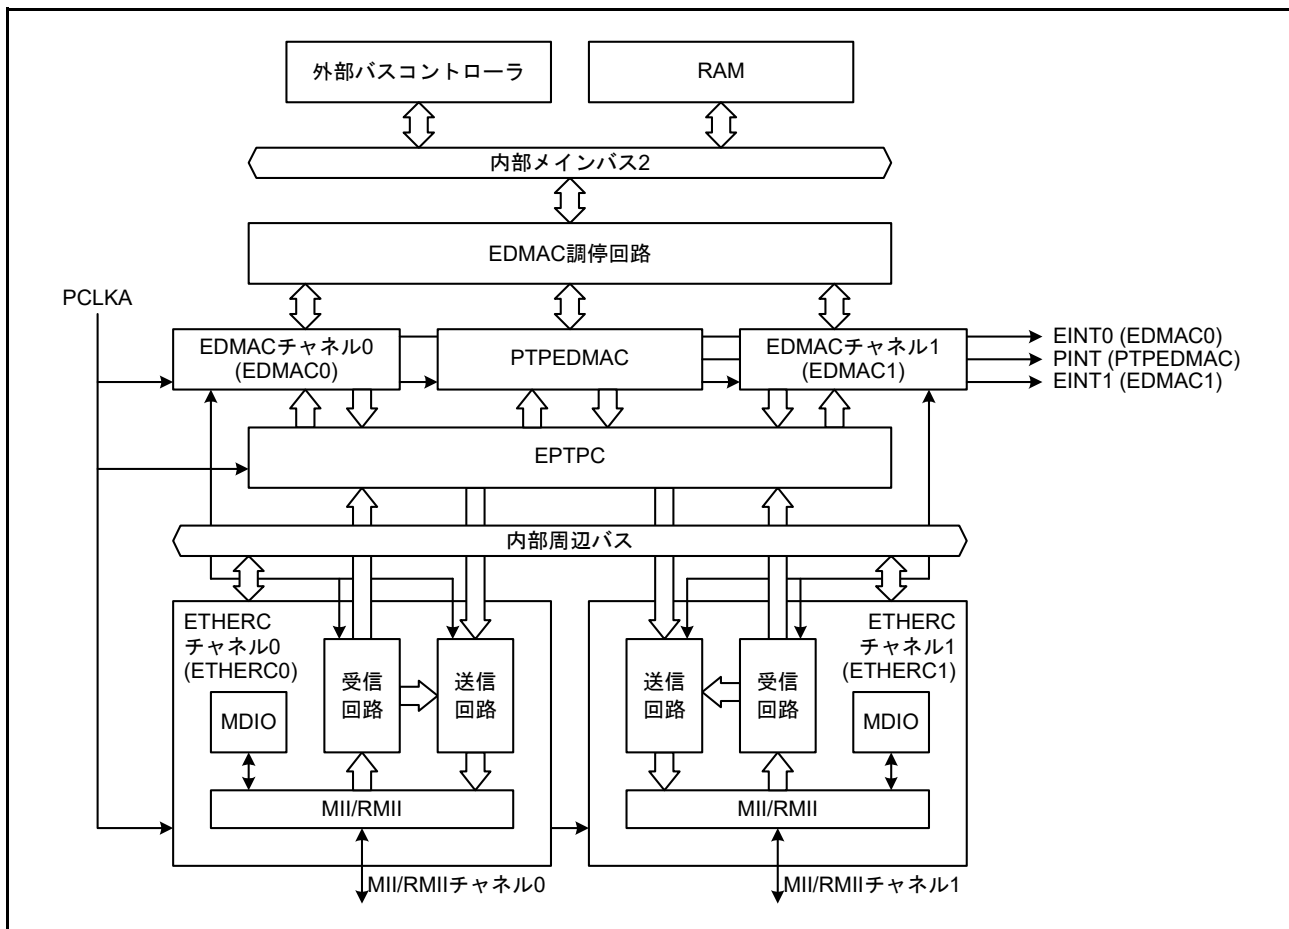 外部バスコントローラ
RAM
内部メインバス2
EDMAC調停回路
PCLKA
EDMACチャネル0
(EDMAC0)
PTPEDMAC
EDMACチャネル1
(EDMAC1)
EINT0 (EDMAC0)
PINT (PTPEDMAC)
EINT1 (EDMAC1)
EPTPC
内部周辺バス
ETHERC
チャネル0
(ETHERC0)
受信
回路
送信
回路
MDIO
MII/RMII
送信
回路
受信
回路
ETHERC
チャネル1
(ETHERC1)
MDIO
MII/RMII
MII/RMIIチャネル0
MII/RMIIチャネル1